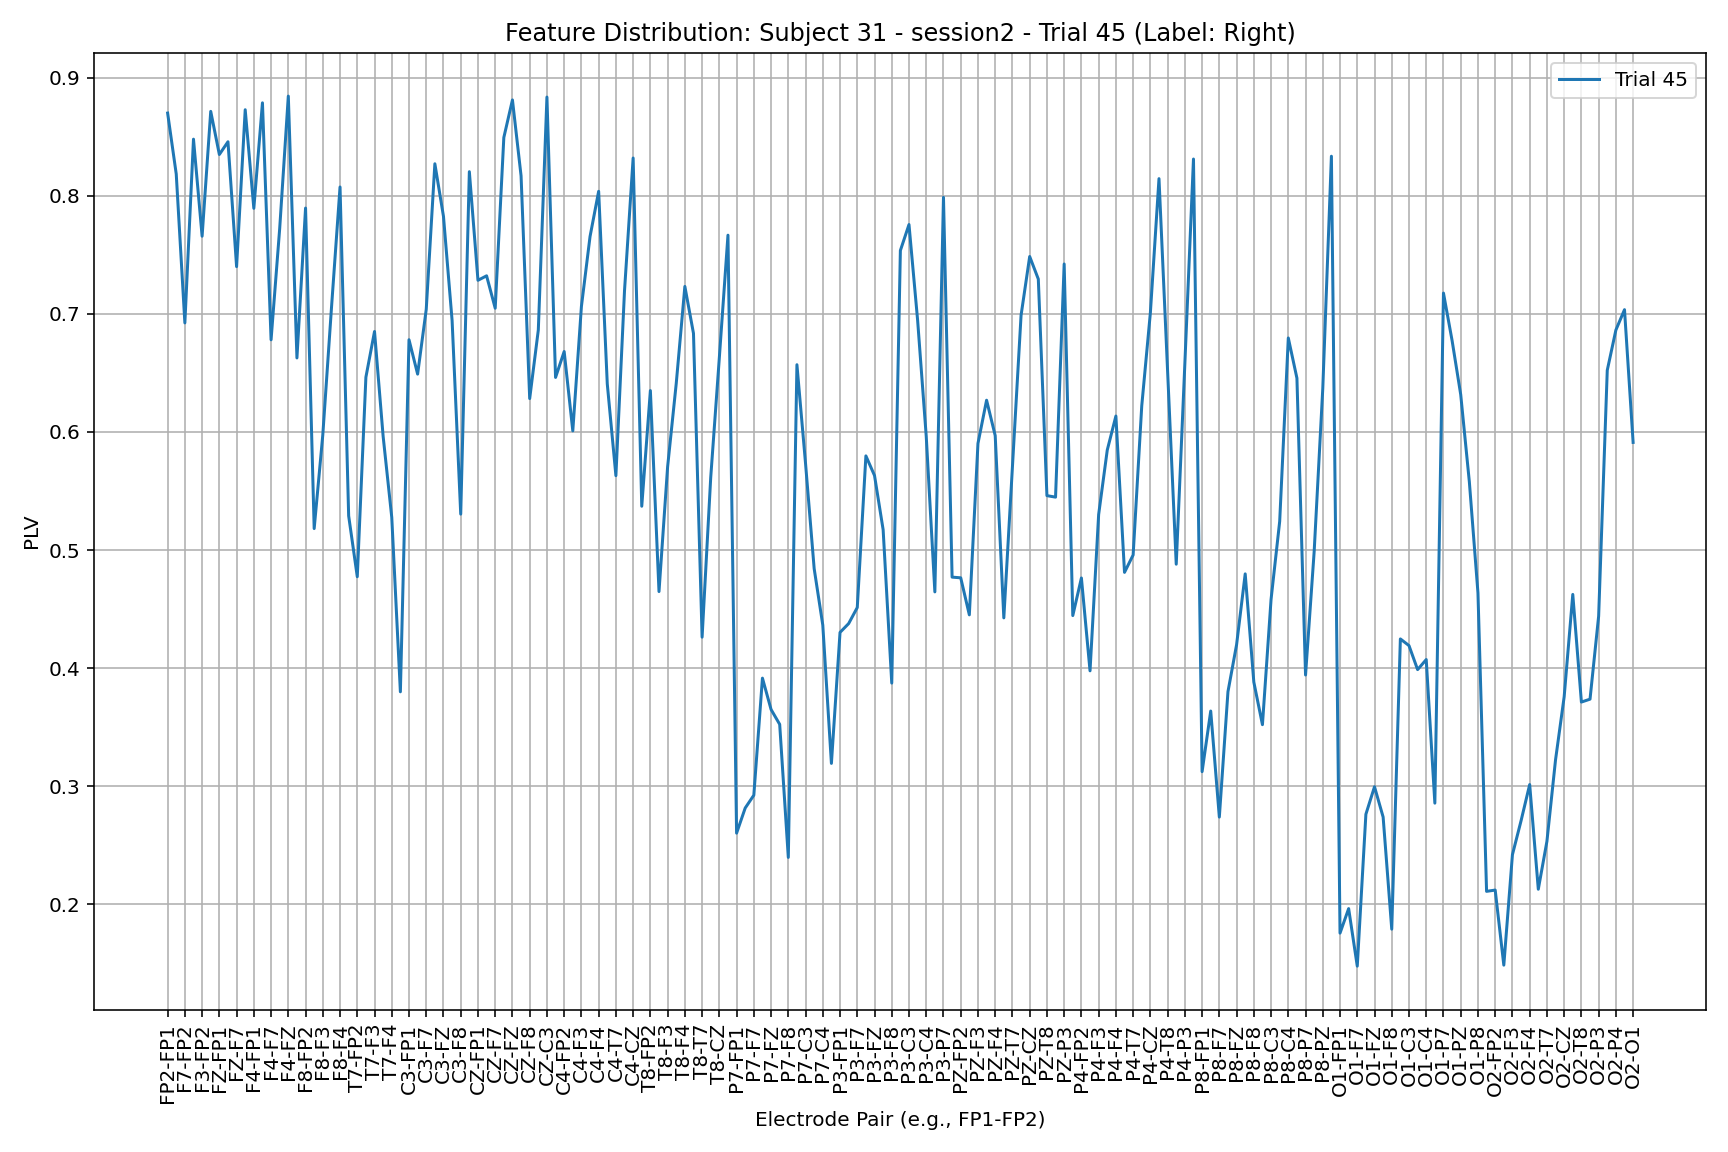 Feature Distribution: Subject 31 - session2 - Trial 45 (Label: Right)
Trial 45
0.9
0.8
0.7
0.6
0.5
0.4
0.3
0.2
PLV
FP2-FP1
F7-FP2
F3-FP2
FZ-FP1
FZ-F7
F4-FP1
F4-F7
F4-FZ
F8-FP2
F8-F3
F8-F4
T7-FP2
T7-F3
T7-F4
C3-FP1
C3-F7
C3-FZ
C3-F8
CZ-FP1
CZ-F7
CZ-FZ
CZ-F8
CZ-C3
C4-FP2
C4-F3
C4-F4
C4-T7
C4-CZ
T8-FP2
T8-F3
T8-F4
T8-T7
T8-CZ
P7-FP1
P7-F7
P7-FZ
P7-F8
P7-C3
P7-C4
P3-FP1
P3-F7
P3-FZ
P3-F8
P3-C3
P3-C4
P3-P7
PZ-FP2
PZ-F3
PZ-F4
PZ-T7
PZ-CZ
PZ-T8
PZ-P3
P4-FP2
P4-F3
P4-F4
P4-T7
P4-CZ
P4-T8
P4-P3
P8-FP1
P8-F7
P8-FZ
P8-F8
P8-C3
P8-C4
P8-P7
P8-PZ
O1-FP1
O1-F7
O1-FZ
O1-F8
O1-C3
O1-C4
O1-P7
O1-PZ
O1-P8
O2-FP2
O2-F3
O2-F4
O2-T7
O2-CZ
O2-T8
O2-P3
O2-P4
O2-O1
Electrode Pair (e.g., FP1-FP2)